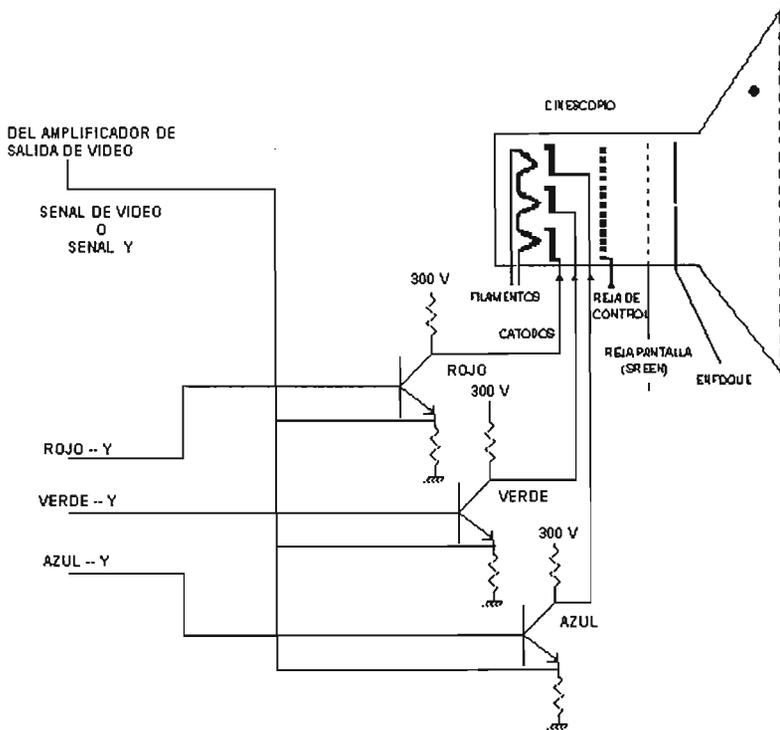 CINESCOPIO
DEL AMPLIFICADOR DE
SALIDA DE VIDEO
SENAL DE VIDEO
O
SENAL Y
300 V
FILAMENTOS
REJA DE
CONTROL
CATODOS
REJA PANTALLA
(SREEN)
ENFOQUE
ROJO
300 V
ROJO -- Y
VERDE
VERDE -- Y
300 V
AZUL -- Y
AZUL